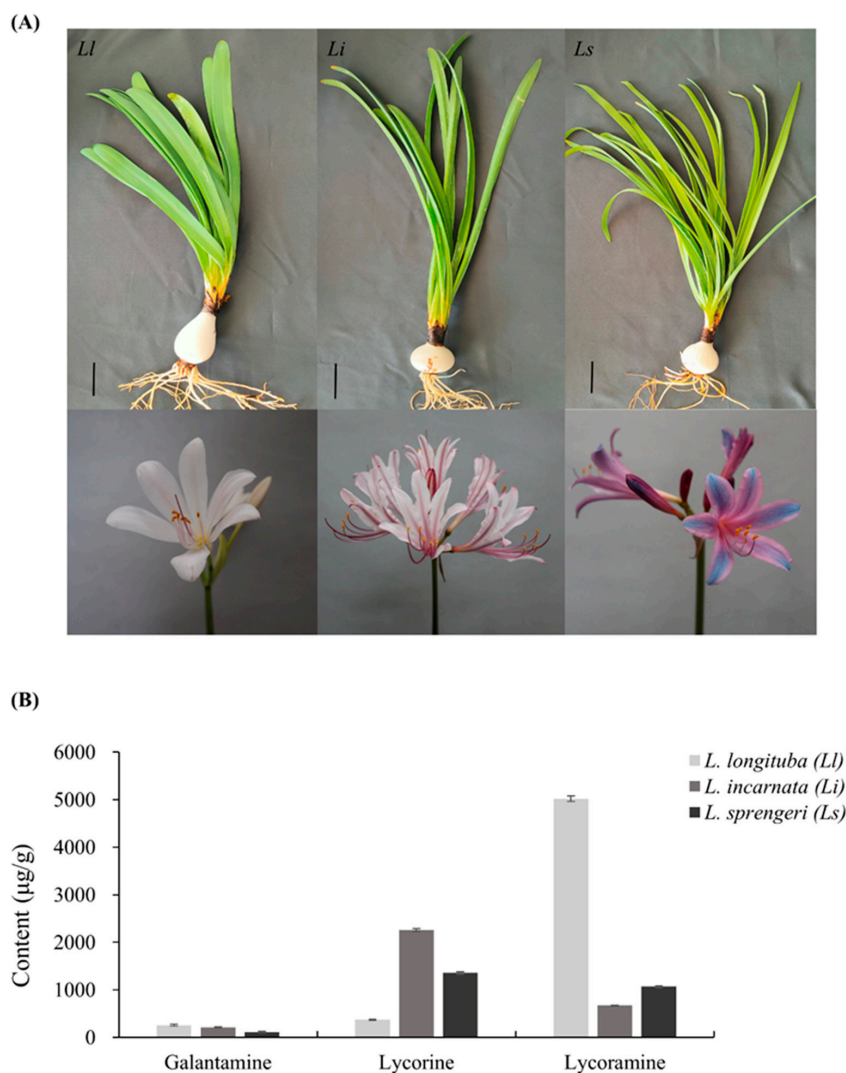 (A)
Ll
Li
Ls
(B)
6000
5000
4000
3000
2000
1000
0
Content (μg/g)
L. longituba (Ll)
L. incarnata (Li)
L. sprengeri (Ls)
Galantamine
Lycorine
Lycoramine